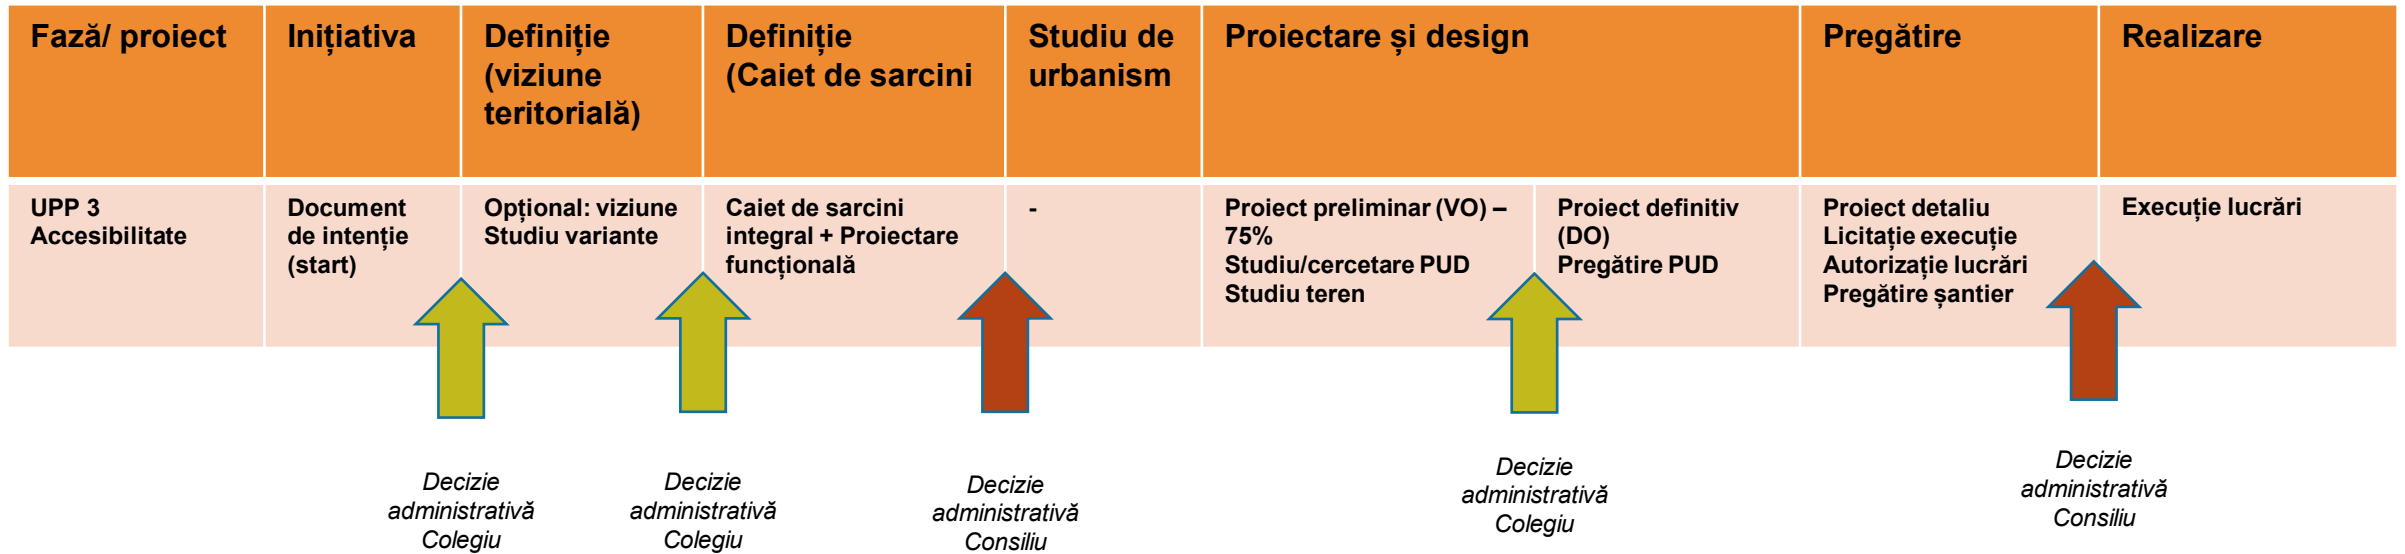 Fază/ proiect
Inițiativa
Definiție
(viziune
teritorială)
Definiție
(Caiet de sarcini
Studiu de
urbanism
Proiectare și design
Pregătire
Realizare
UPP 3
Accesibilitate
Document
de intenție
(start)
Opțional: viziune
Studiu variante
Caiet de sarcini
integral + Proiectare
funcțională
-
Proiect preliminar (VO) –
75%
Studiu/cercetare PUD
Studiu teren
Proiect definitiv
(DO)
Pregătire PUD
Proiect detaliu
Licitație execuție
Autorizație lucrări
Pregătire șantier
Execuție lucrări
Decizie
administrativă
Colegiu
Decizie
administrativă
Colegiu
Decizie
administrativă
Consiliu
Decizie
administrativă
Colegiu
Decizie
administrativă
Consiliu